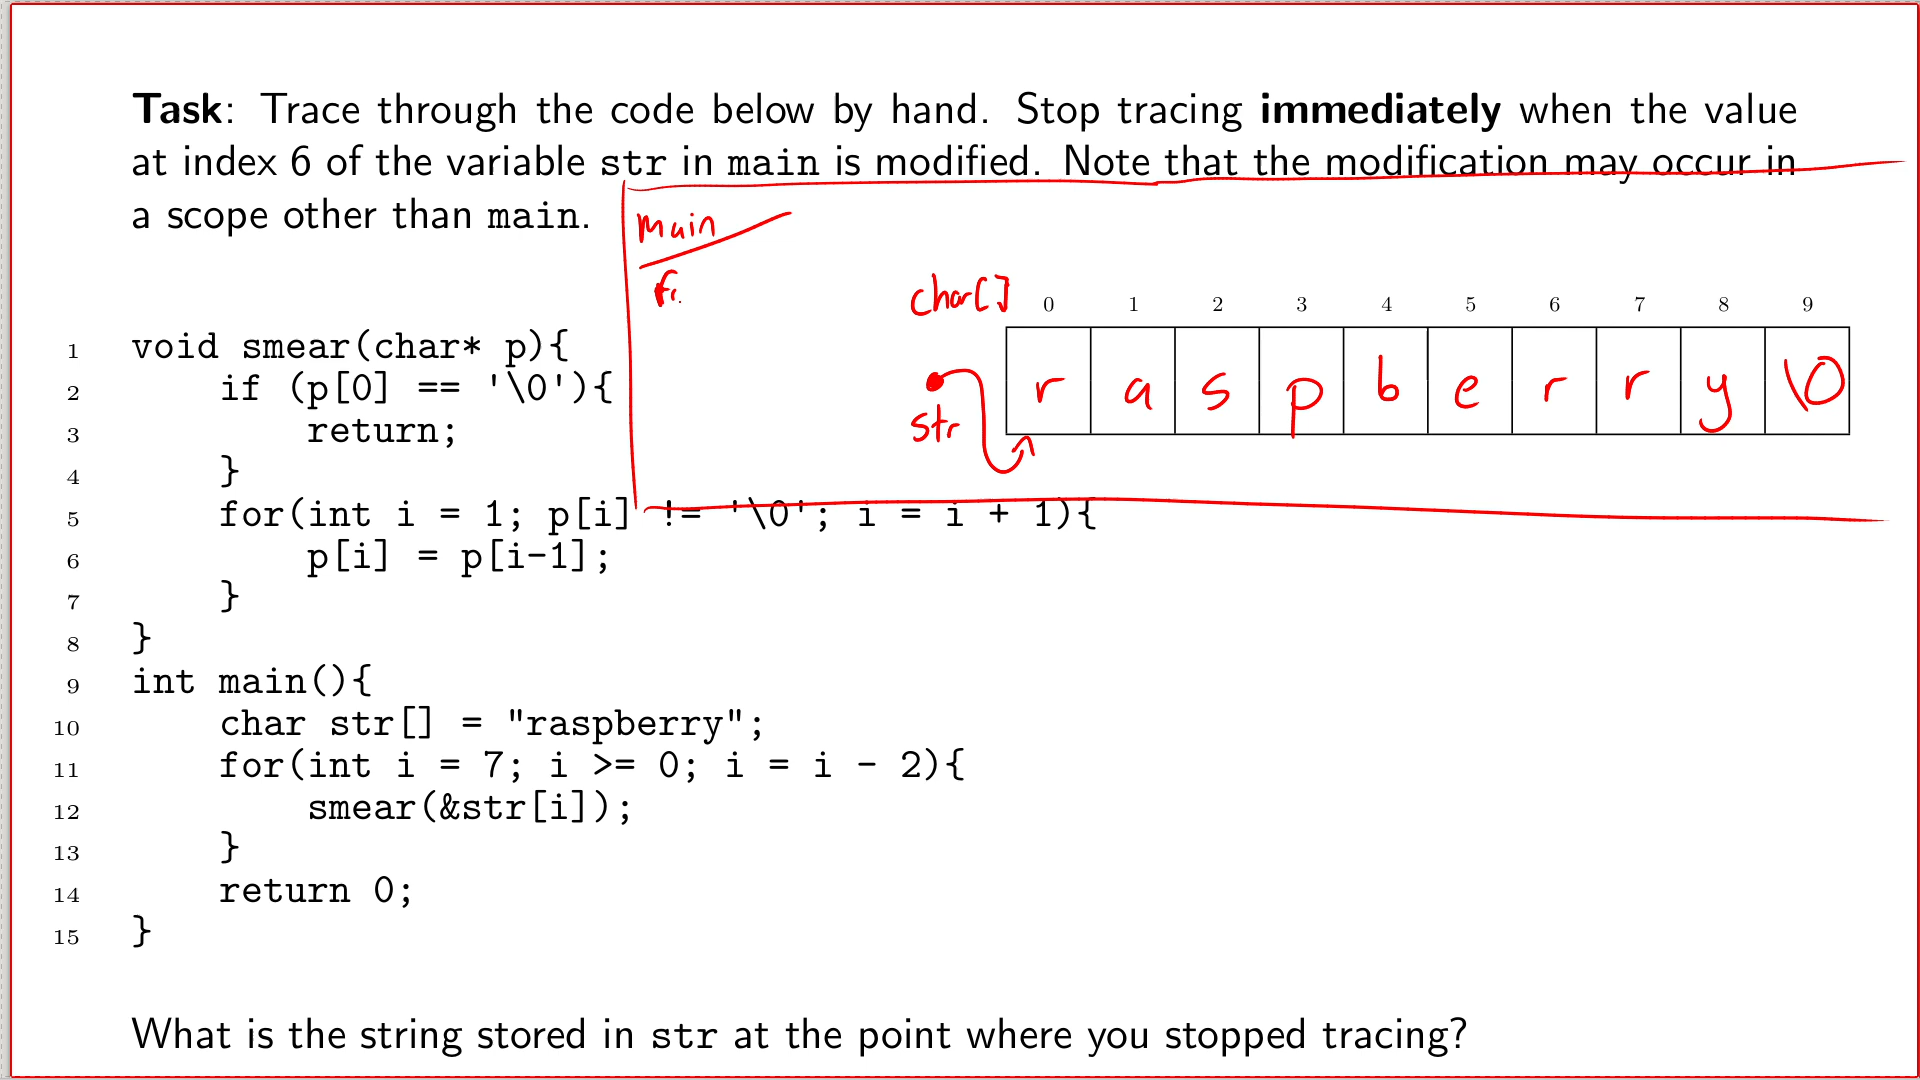 Task: Trace through the code below by hand. Stop tracing immediately when the value
at index 6 of the variable str in main is modified. Note that the modification may occur in
a scope other than main.
main
char[] 0 1 2 3 4 5 6 7 8 9
r a s p b e r r y \0
str
1 void smear(char* p){
2 if (p[0] == '\0'){
3 return;
4 }
5 for(int i = 1; p[i] != '\0'; i = i + 1){
6 p[i] = p[i-1];
7 }
8 }
9 int main(){
10 char str[] = "raspberry";
11 for(int i = 7; i >= 0; i = i - 2){
12 smear(&str[i]);
13 }
14 return 0;
15 }
What is the string stored in str at the point where you stopped tracing?